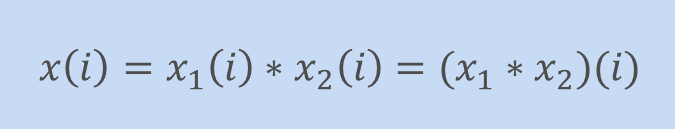 x(i) = x₁(i) ∗ x₂(i) = (x₁ ∗ x₂)(i)